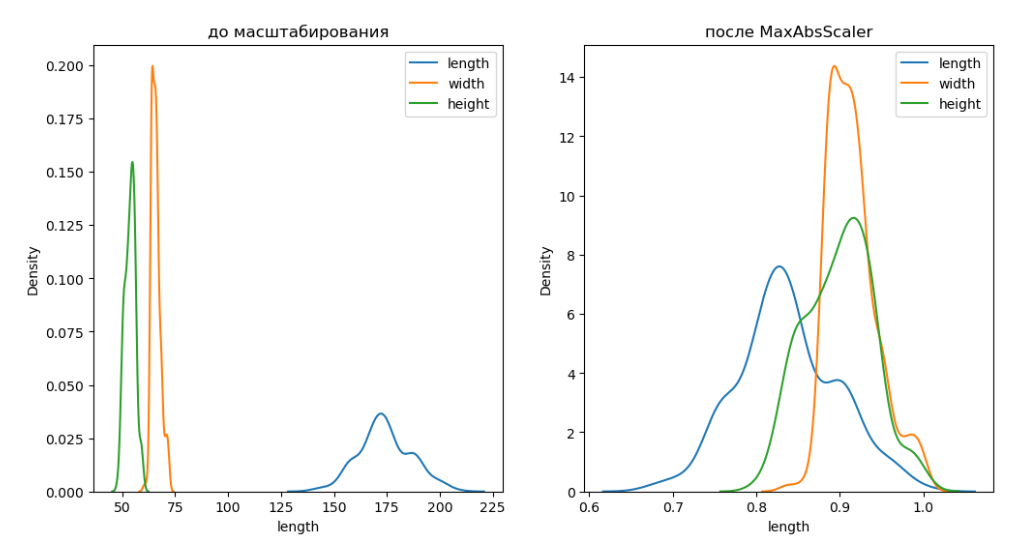 до масштабирования
length
width
height
0.200
0.175
0.150
0.125
0.100
0.075
0.050
0.025
0.000
Density
50
75
100
125
150
175
200
225
length
после MaxAbsScaler
length
width
height
14
12
10
8
6
4
2
0
Density
0.6
0.7
0.8
0.9
1.0
length